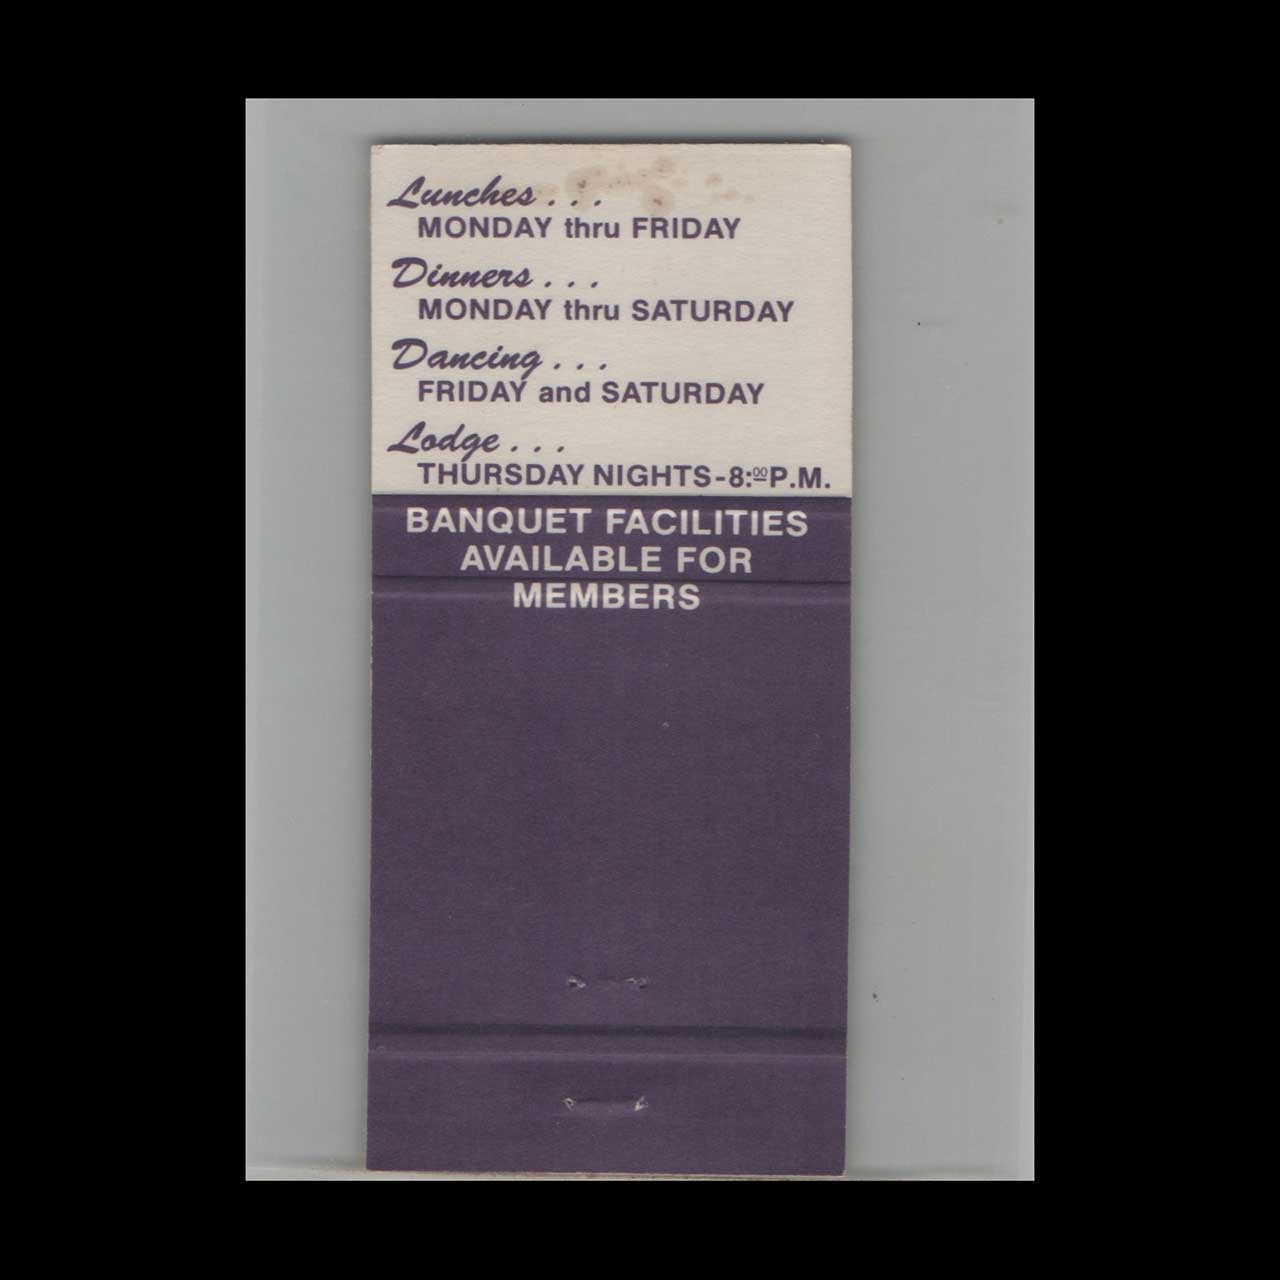 Lunches . . .
MONDAY thru FRIDAY
Dinners . . .
MONDAY thru SATURDAY
Dancing . . .
FRIDAY and SATURDAY
Lodge . . .
THURSDAY NIGHTS-8:00 P.M.
BANQUET FACILITIES
AVAILABLE FOR
MEMBERS